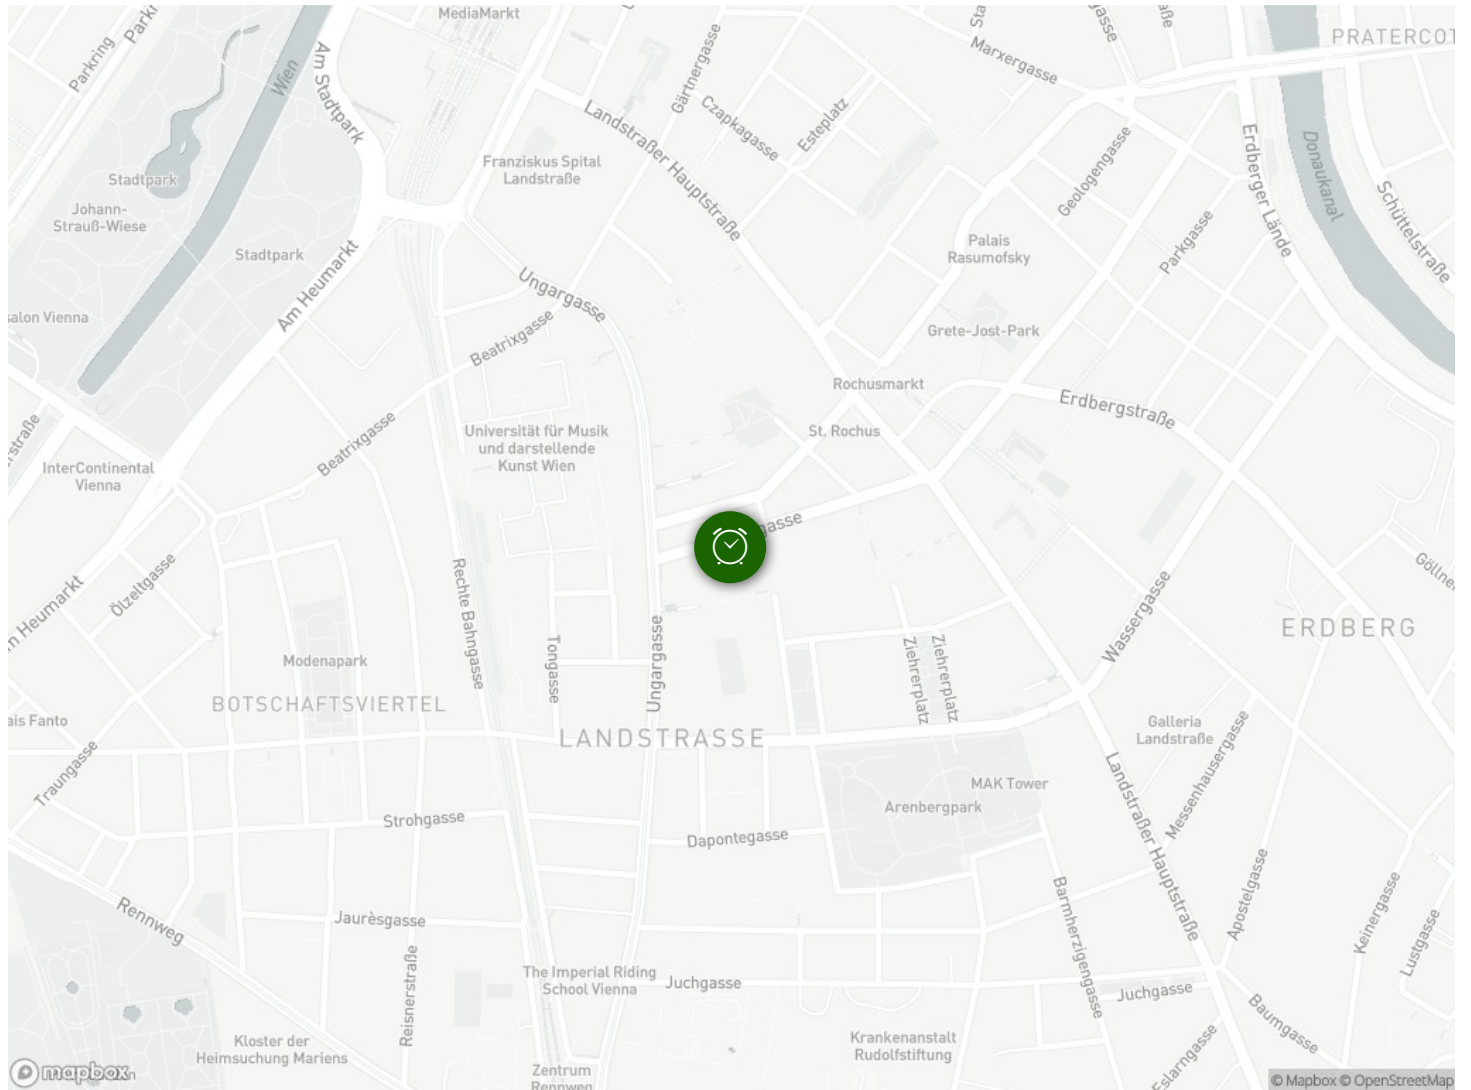 MediaMarkt
Parkring
Wien
Am Stadtpark
Gärtnergasse
Marxergasse
PRATERCOT
Landstraßer Hauptstraße
Czapkagasse
Esteplatz
Geologengasse
Erdberger Lände
Donaukanal
Schüttelstraße
Franziskus Spital
Landstraße
Stadtpark
Johann-
Strauß-Wiese
Stadtpark
Am Heumarkt
Ungargasse
Palais
Rasumofsky
Parkgasse
salon Vienna
Beatrixgasse
Grete-Jost-Park
Rochusmarkt
Erdbergstraße
Beatrixgasse
Universität für Musik
und darstellende
Kunst Wien
St. Rochus
InterContinental
Vienna
gasse
Ölzeltgasse
m Heumarkt
Rechte Bahngasse
Tongasse
Ungargasse
Ziehrerplatz
Ziehrerplatz
Wassergasse
ERDBERG
Göllne
Modenapark
BOTSCHAFTSVIERTEL
ais Fanto
LANDSTRASSE
Galleria
Landstraße
Traungasse
MAK Tower
Arenbergpark
Messenhausergasse
Landstraßer Hauptstraße
Strohgasse
Dapontegasse
Rennweg
Jaurèsgasse
Reisnerstraße
Barmherzigengasse
Apostelgasse
Keinergasse
Lustgasse
The Imperial Riding
School Vienna
Juchgasse
Juchgasse
Baumgasse
Kloster der
Heimsuchung Mariens
Krankenanstalt
Rudolfstiftung
Eslarngasse
Zentrum
Rennweg
mapbox
© Mapbox © OpenStreetMap